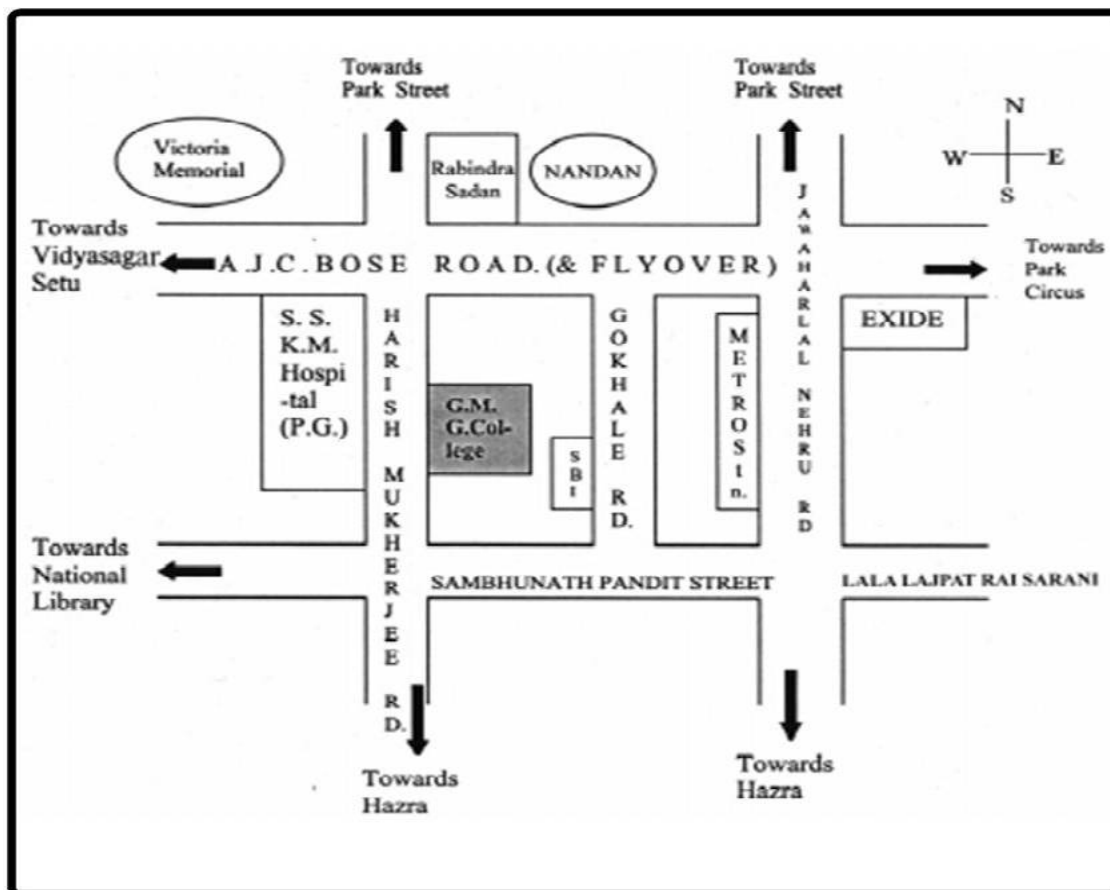 Towards
Park Street
Towards
Park Street
N
W
E
S
Victoria
Memorial
Rabindra
Sadan
NANDAN
Towards
Vidyasagar
Setu
A.J.C. BOSE ROAD. (& FLYOVER)
Towards
Park
Circus
JAWAHARLAL NEHRU RD
S. S.
K.M.
Hospi
-tal
(P.G.)
HARISH MUKHERJEE RD.
G.M.
G.Col-
lege
SBI
GOKHALE RD.
METROStn.
EXIDE
Towards
National
Library
SAMBHUNATH PANDIT STREET
LALA LAJPAT RAI SARANI
Towards
Hazra
Towards
Hazra